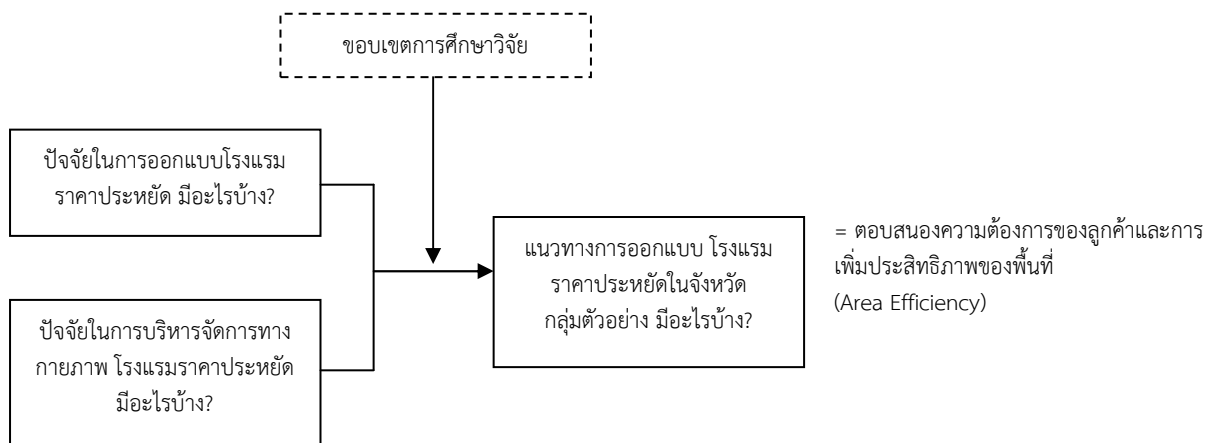 ขอบเขตการศึกษาวิจัย
ปัจจัยในการออกแบบโรงแรม
ราคาประหยัด มีอะไรบ้าง?
แนวทางการออกแบบ โรงแรม
ราคาประหยัดในจังหวัด
กลุ่มตัวอย่าง มีอะไรบ้าง?
= ตอบสนองความต้องการของลูกค้าและการ
เพิ่มประสิทธิภาพของพื้นที่
(Area Efficiency)
ปัจจัยในการบริหารจัดการทาง
กายภาพ โรงแรมราคาประหยัด
มีอะไรบ้าง?